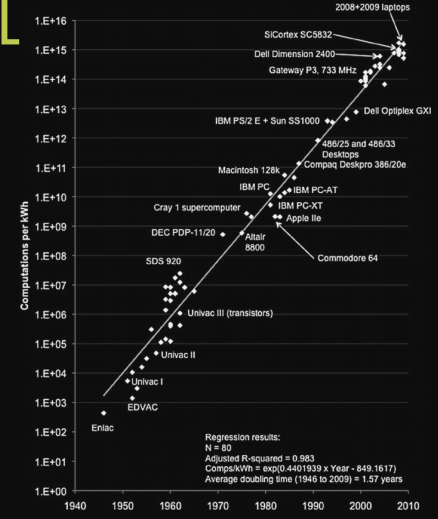 2008+2009 laptops
1.E+16
SiCortex SC5832
1.E+15
Dell Dimension 2400
1.E+14
Gateway P3, 733 MHz
1.E+13
Dell Optiplex GXI
IBM PS/2 E + Sun SS1000
1.E+12
486/25 and 486/33
Desktops
1.E+11
Compaq Deskpro 386/20e
Macintosh 128k
IBM PC
IBM PC-AT
1.E+10
Cray 1 supercomputer
IBM PC-XT
Apple IIe
1.E+09
DEC PDP-11/20
Altair
8800
1.E+08
Commodore 64
SDS 920
1.E+07
Univac III (transistors)
1.E+06
1.E+05
Univac II
1.E+04
Univac I
1.E+03
EDVAC
Eniac
1.E+02
1.E+01
1.E+00
Computations per kWh
Regression results:
N = 80
Adjusted R-squared = 0.983
Comps/kWh = exp(0.4401939 x Year - 849.1617)
Average doubling time (1946 to 2009) = 1.57 years
1940 1950 1960 1970 1980 1990 2000 2010